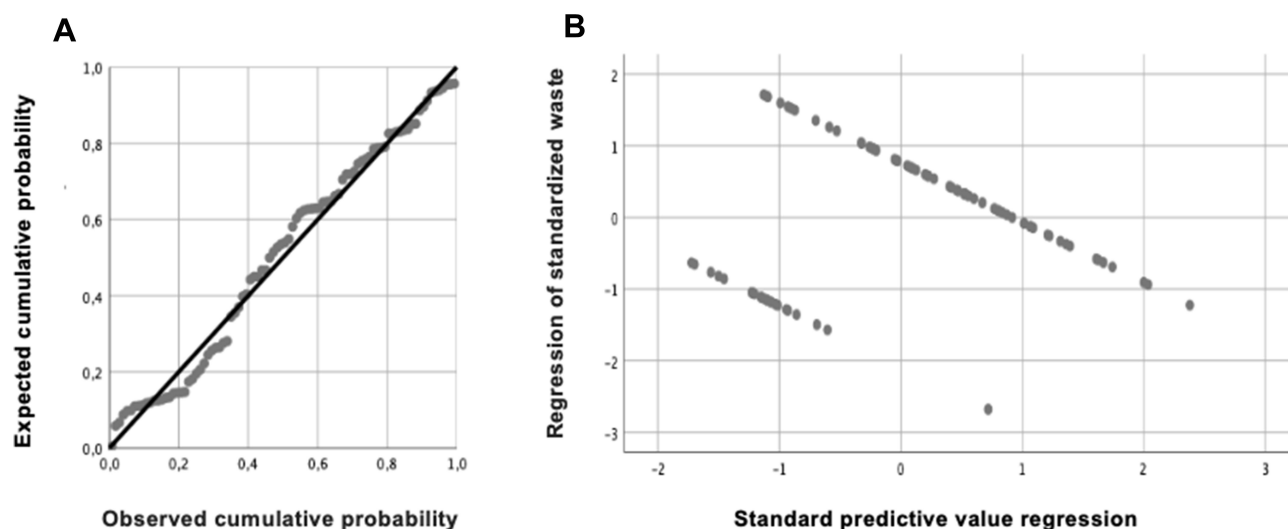 A
Expected cumulative probability
1,0
0,8
0,6
0,4
0,2
0,0
0,0 0,2 0,4 0,6 0,8 1,0
Observed cumulative probability
B
Regression of standardized waste
2
1
0
-1
-2
-3
-2 -1 0 1 2 3
Standard predictive value regression